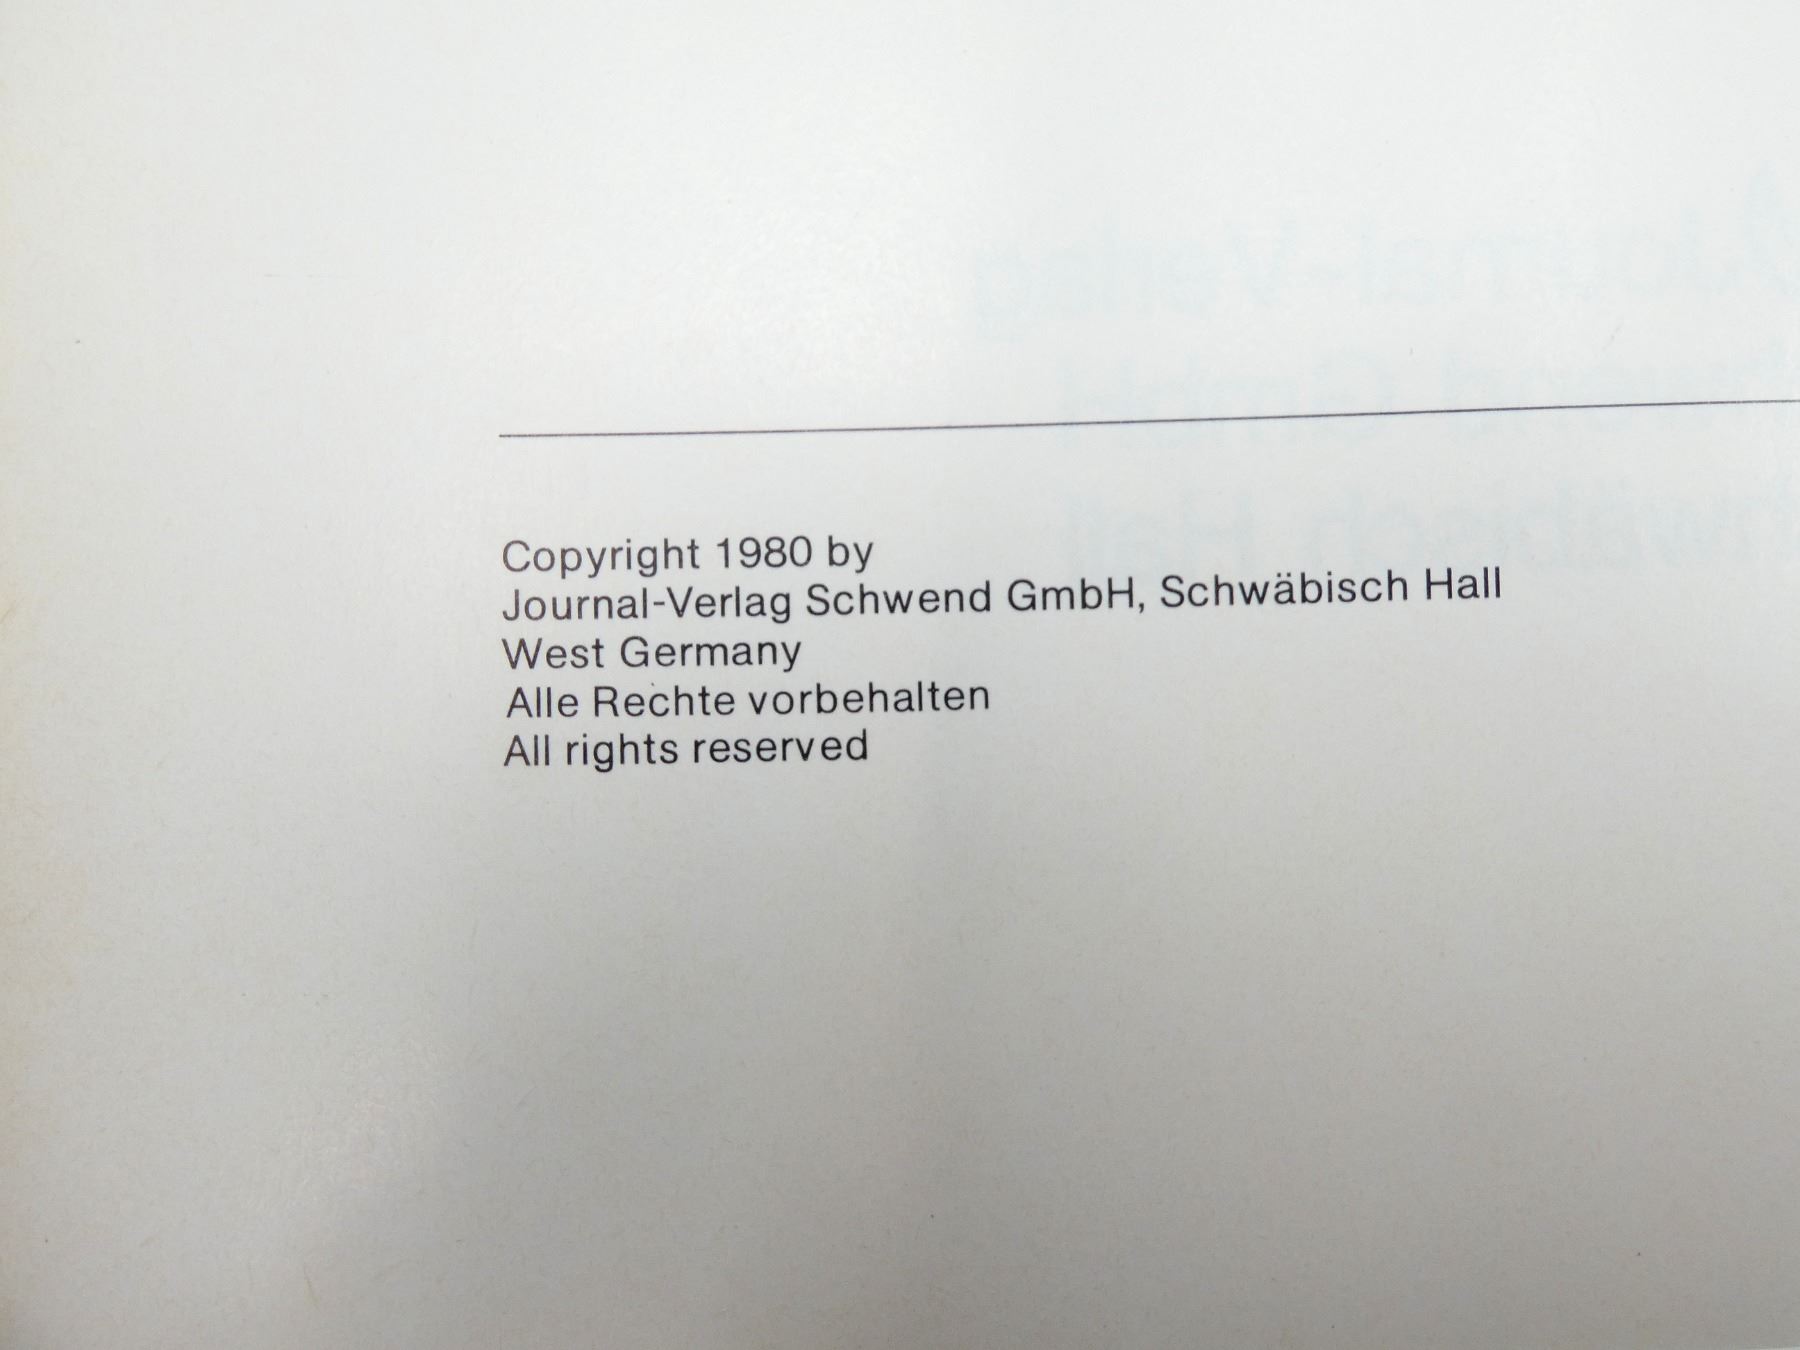 Copyright 1980 by
Journal-Verlag Schwend GmbH, Schwäbisch Hall
West Germany
Alle Rechte vorbehalten
All rights reserved